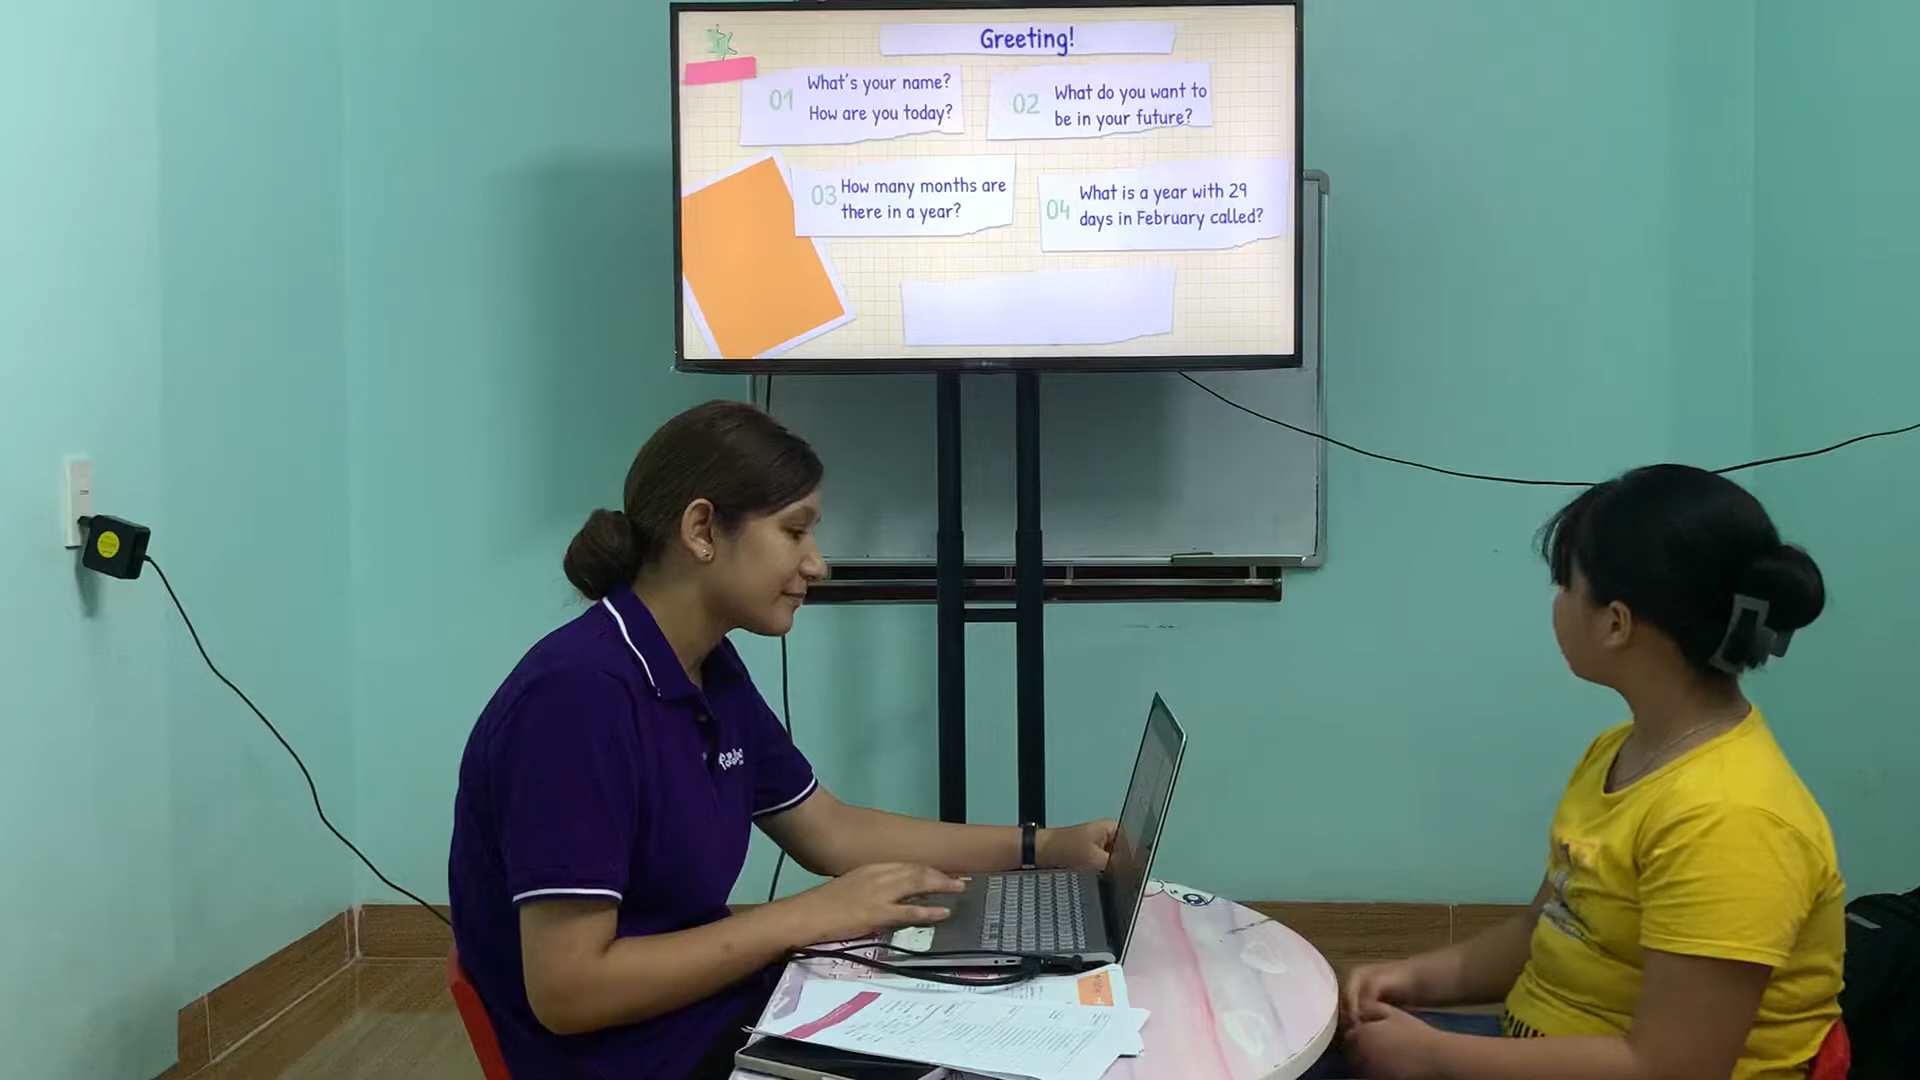 Greeting!
01
What's your name?
How are you today?
02
What do you want to
be in your future?
03
How many months are
there in a year?
04
What is a year with 29
days in February called?